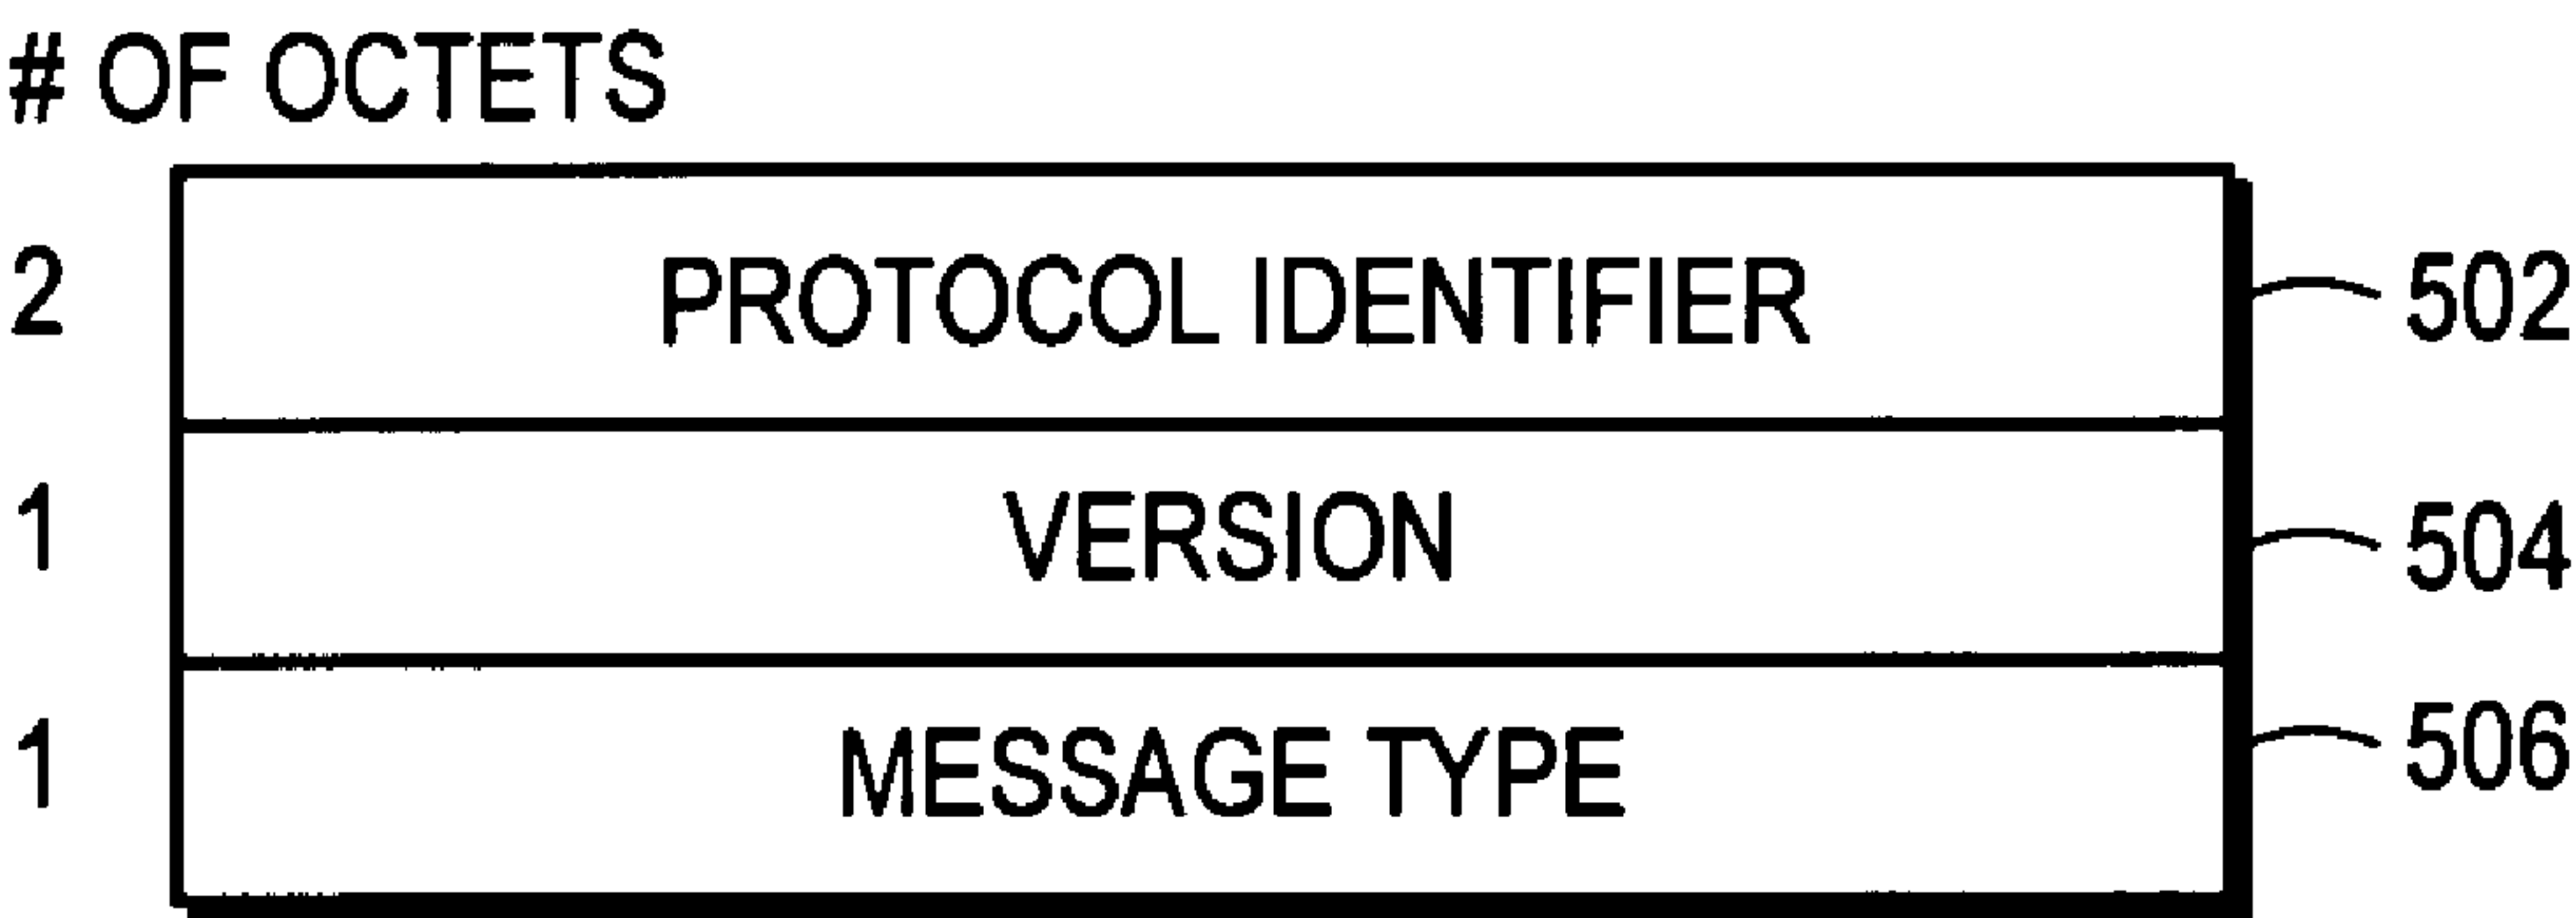 # OF OCTETS
2 PROTOCOL IDENTIFIER 502
1 VERSION 504
1 MESSAGE TYPE 506